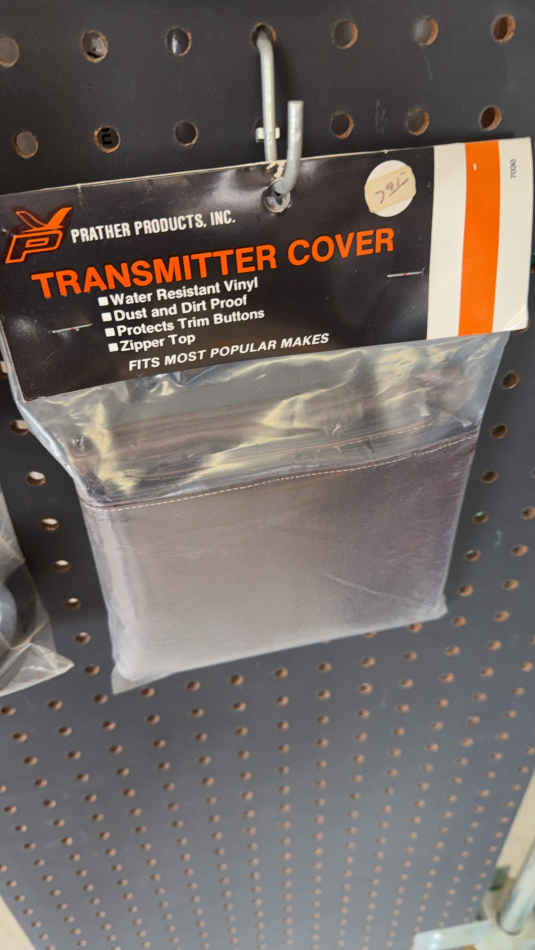 PRATHER PRODUCTS, INC.
TRANSMITTER COVER
■Water Resistant Vinyl
■Dust and Dirt Proof
■Protects Trim Buttons
■Zipper Top
FITS MOST POPULAR MAKES